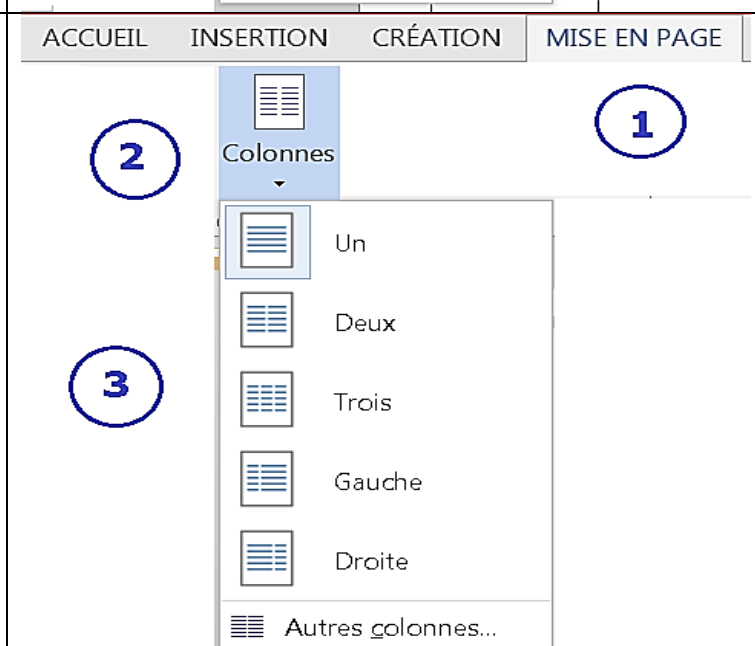 ACCUEIL INSERTION CRÉATION MISE EN PAGE
1
2
Colonnes
Un
Deux
3
Trois
Gauche
Droite
Autres colonnes...